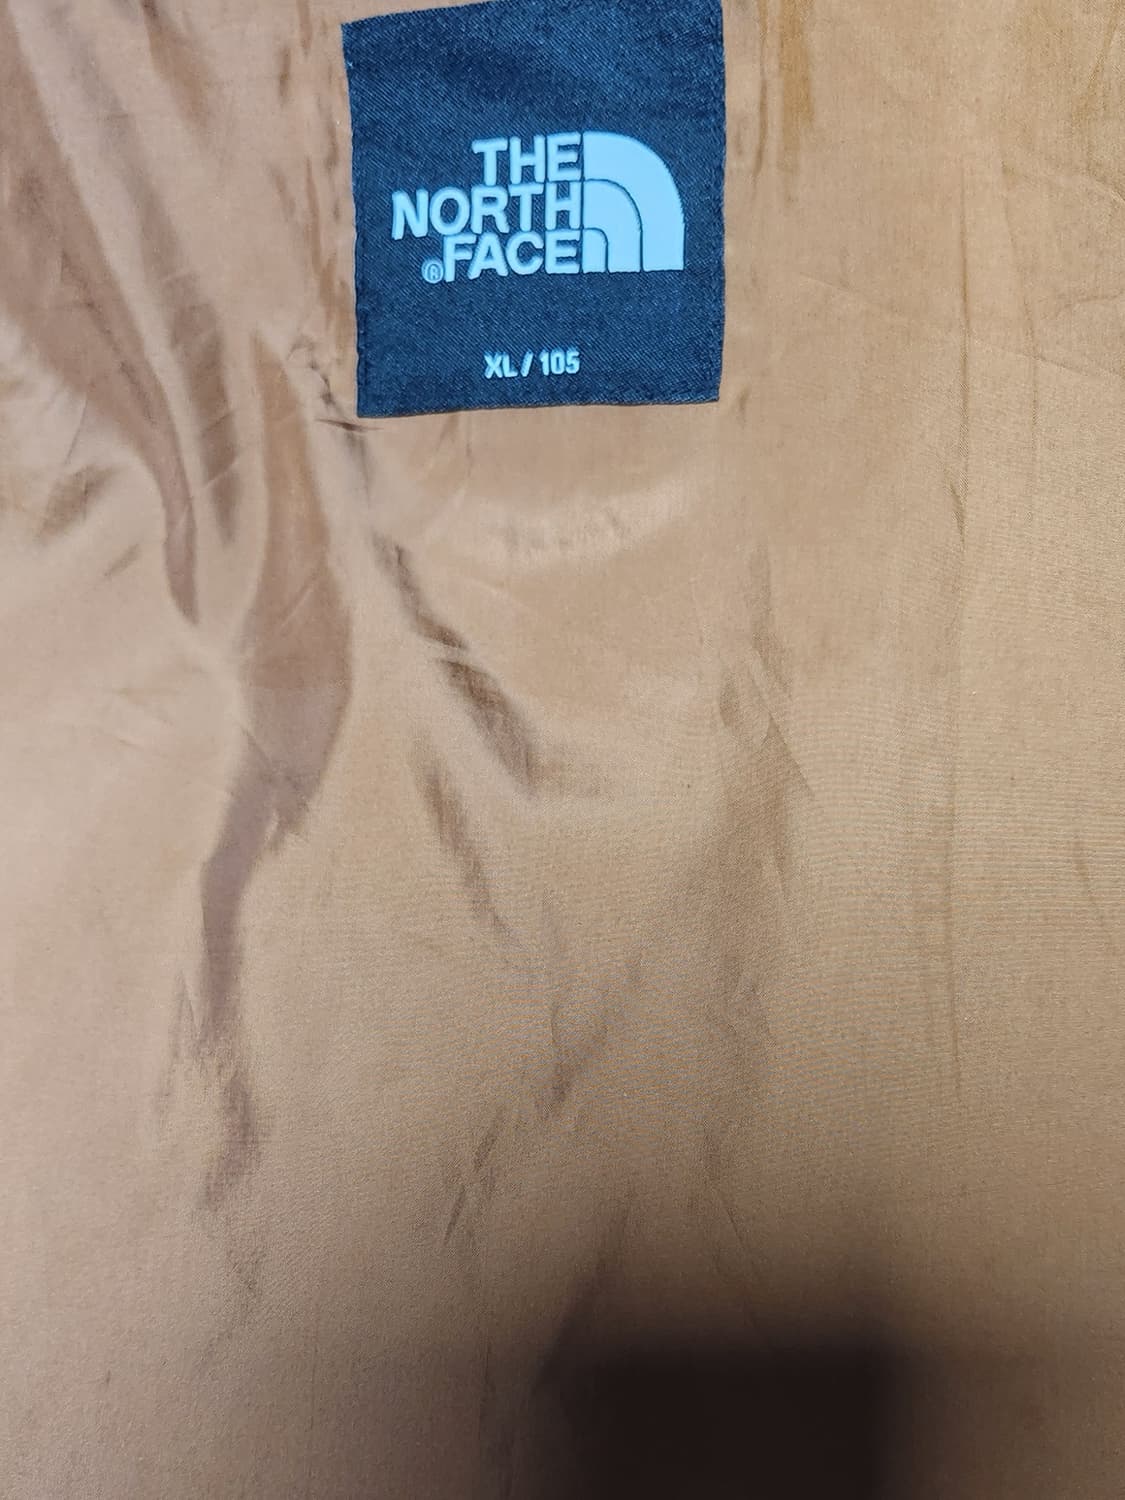 THE
NORTH
®FACE
XL / 105